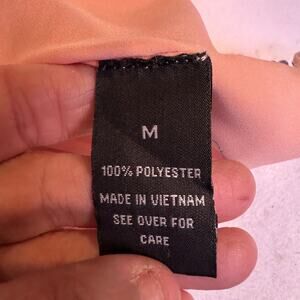 M
100% POLYESTER
MADE IN VIETNAM
SEE OVER FOR
CARE